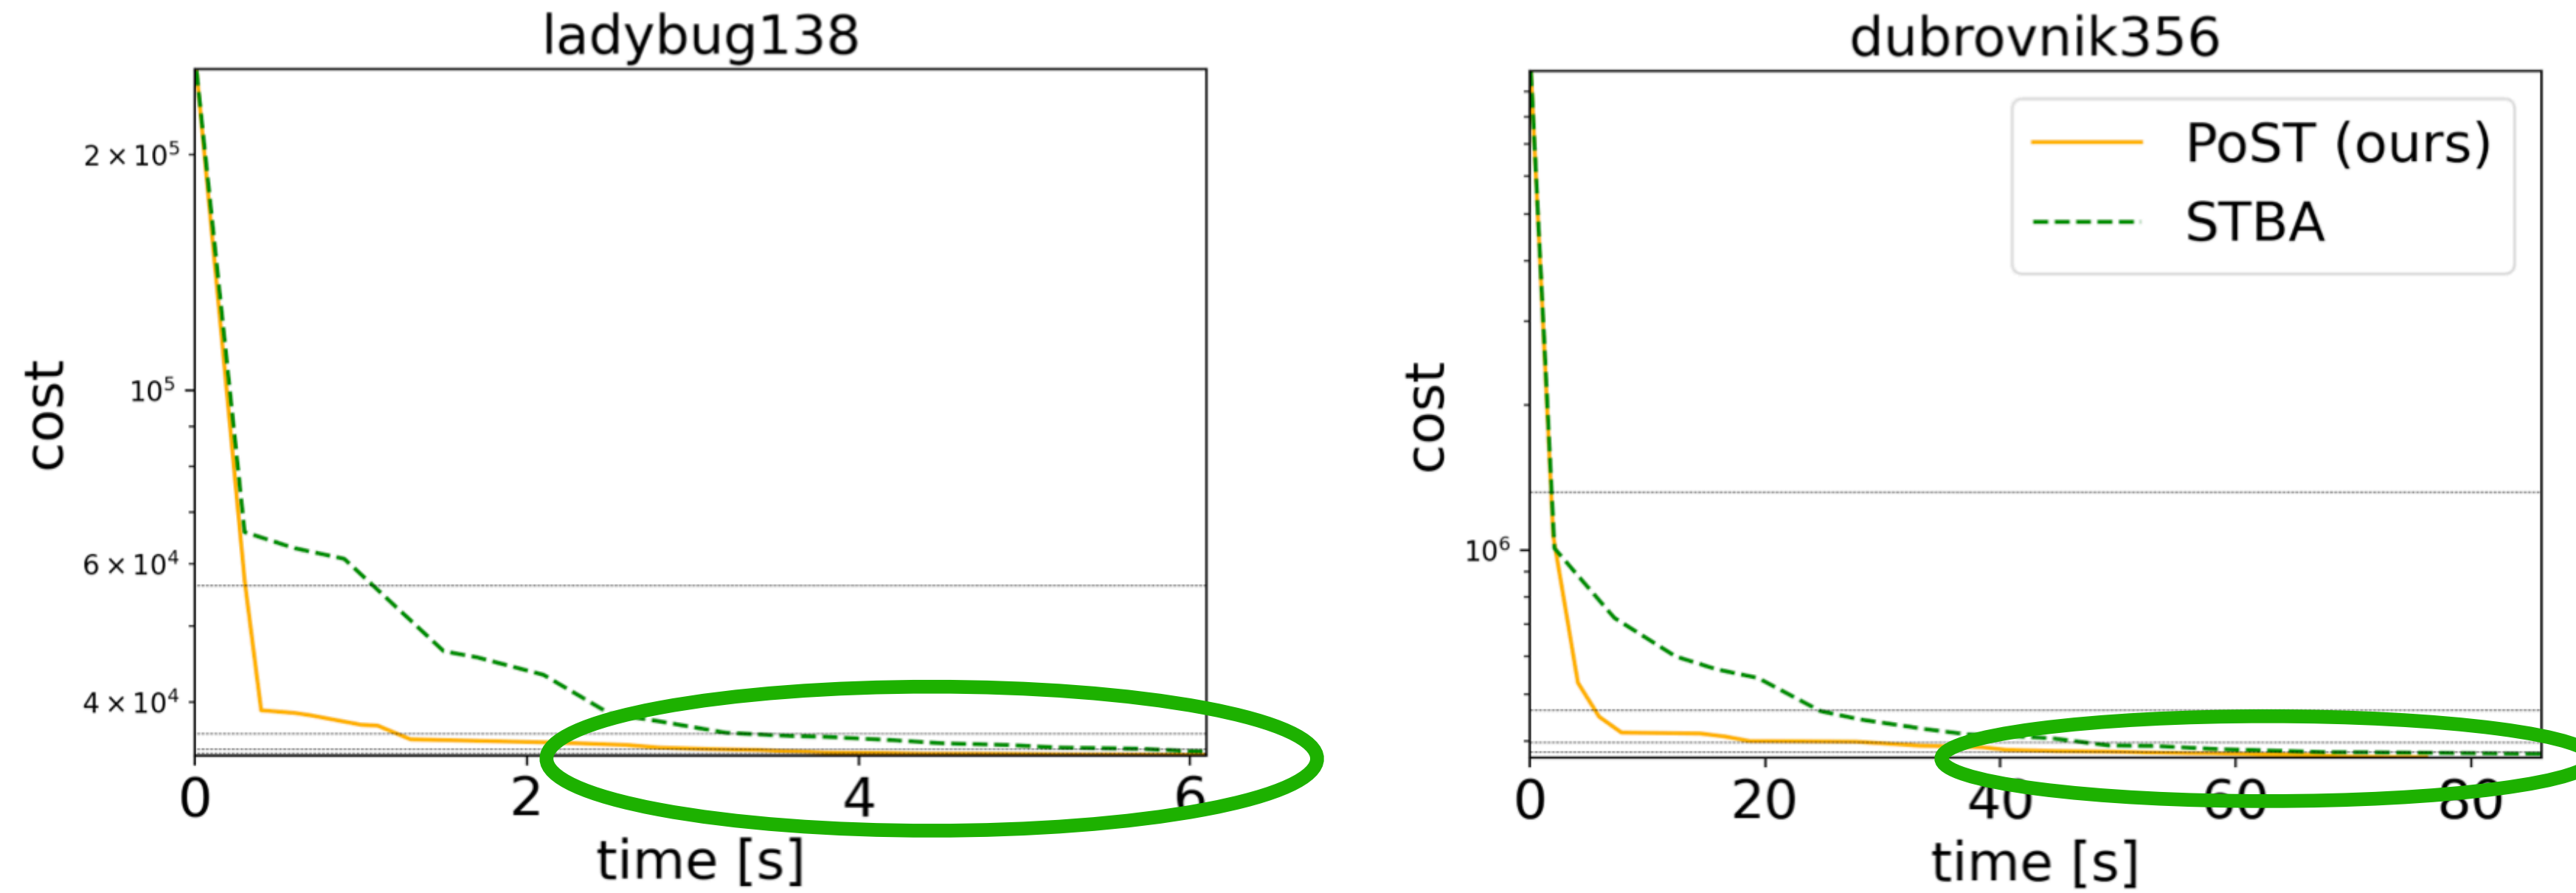 ladybug138
cost
2 × 10⁵
10⁵
6 × 10⁴
4 × 10⁴
0 2 4 6
time [s]
dubrovnik356
PoST (ours)
STBA
cost
10⁶
0 20 40 60 80
time [s]